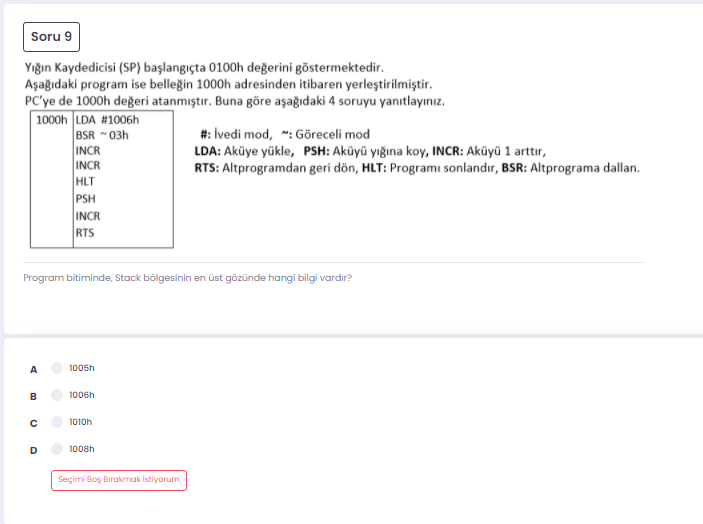 Soru 9
Yığın Kaydedicisi (SP) başlangıçta 0100h değerini göstermektedir.
Aşağıdaki program ise belleğin 1000h adresinden itibaren yerleştirilmiştir.
PC'ye de 1000h değeri atanmıştır. Buna göre aşağıdaki 4 soruyu yanıtlayınız.
1000h LDA #1006h
BSR ~03h
INCR
INCR
HLT
PSH
INCR
RTS
#: İvedi mod, ~: Göreceli mod
LDA: Aküye yükle, PSH: Aküyü yığına koy, INCR: Aküyü 1 arttır,
RTS: Altprogramdan geri dön, HLT: Programı sonlandır, BSR: Altprograma dallan.
Program bitiminde, Stack bölgesinin en üst gözünde hangi bilgi vardır?
A 1005h
B 1006h
C 1010h
D 1008h
Seçimi Boş Bırakmak İstiyorum